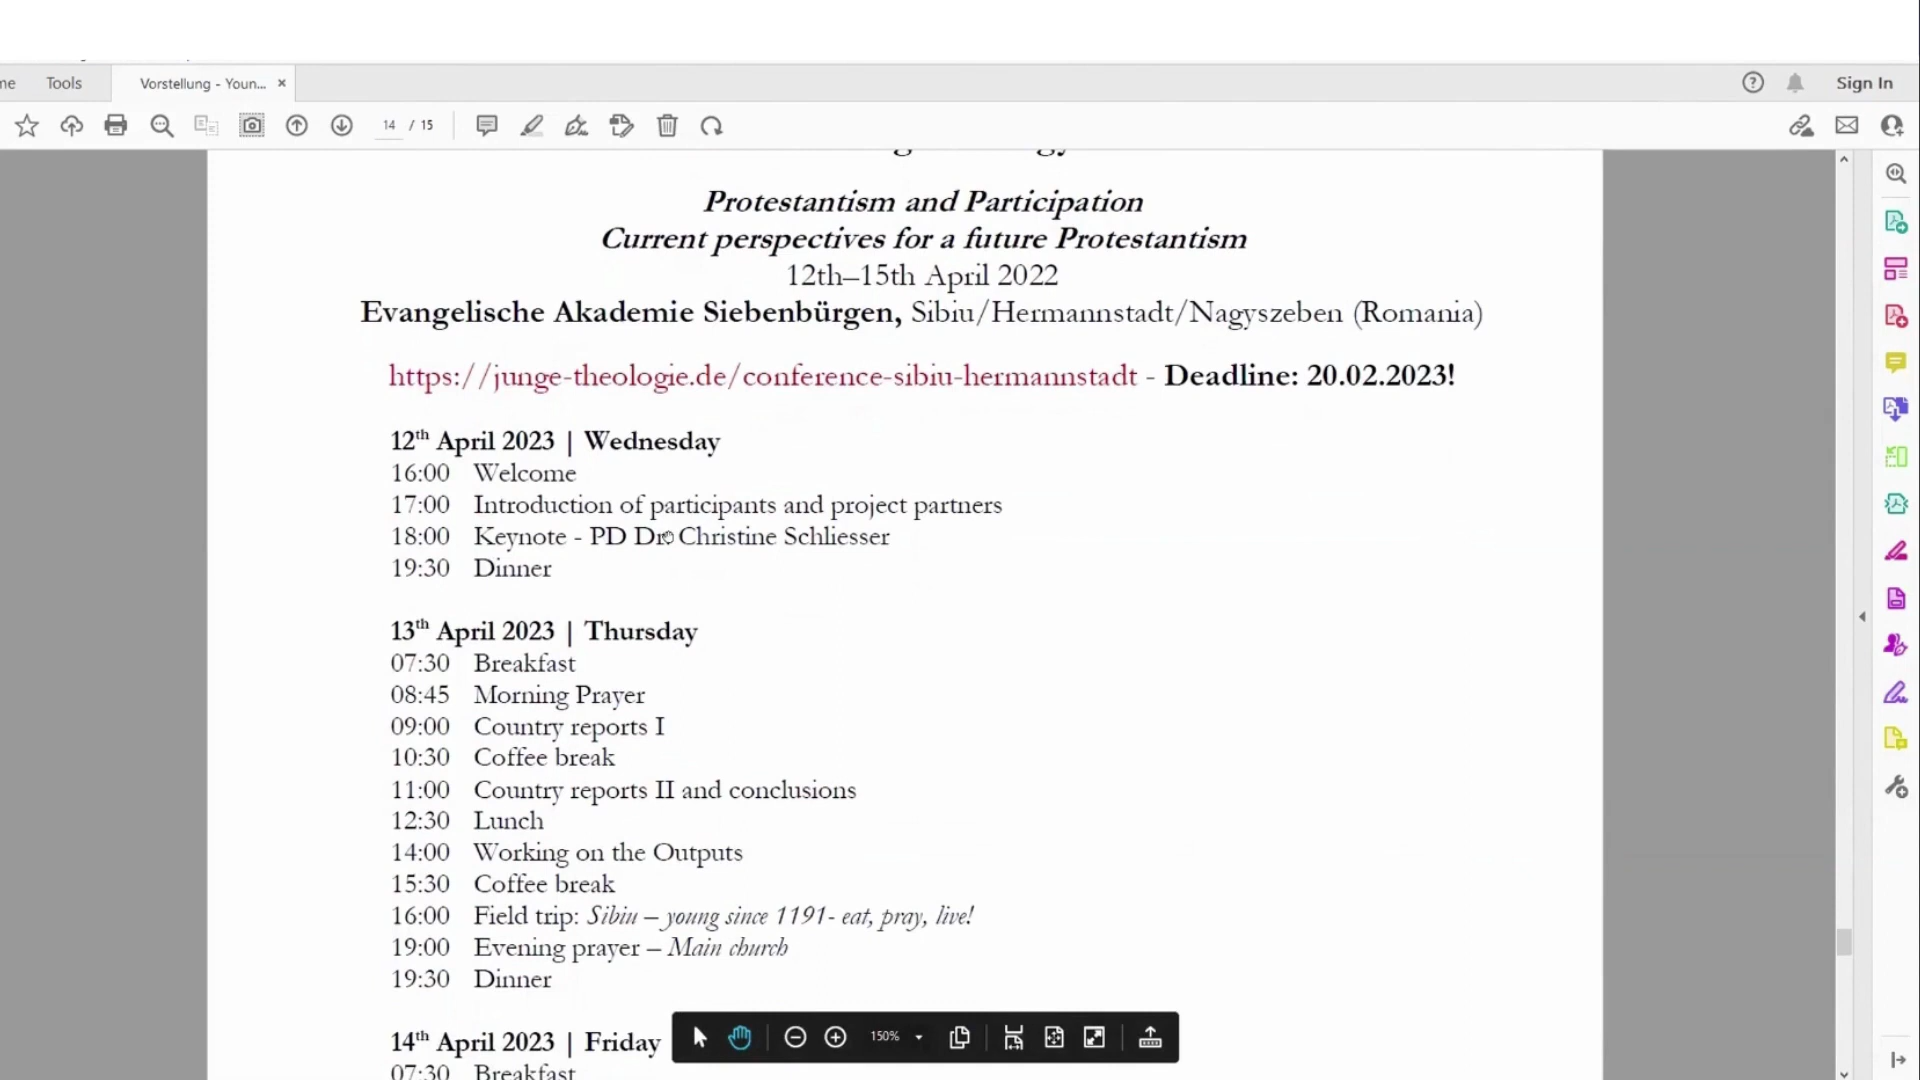 me Tools Vorstellung - Youn... × Sign In
14 / 15
Protestantism and Participation
Current perspectives for a future Protestantism
12th–15th April 2022
Evangelische Akademie Siebenbürgen, Sibiu/Hermannstadt/Nagyszeben (Romania)
https://junge-theologie.de/conference-sibiu-hermannstadt - Deadline: 20.02.2023!
12th April 2023 | Wednesday
16:00 Welcome
17:00 Introduction of participants and project partners
18:00 Keynote - PD Dr. Christine Schliesser
19:30 Dinner
13th April 2023 | Thursday
07:30 Breakfast
08:45 Morning Prayer
09:00 Country reports I
10:30 Coffee break
11:00 Country reports II and conclusions
12:30 Lunch
14:00 Working on the Outputs
15:30 Coffee break
16:00 Field trip: Sibiu – young since 1191- eat, pray, live!
19:00 Evening prayer – Main church
19:30 Dinner
14th April 2023 | Friday
07:30 Breakfast
150%